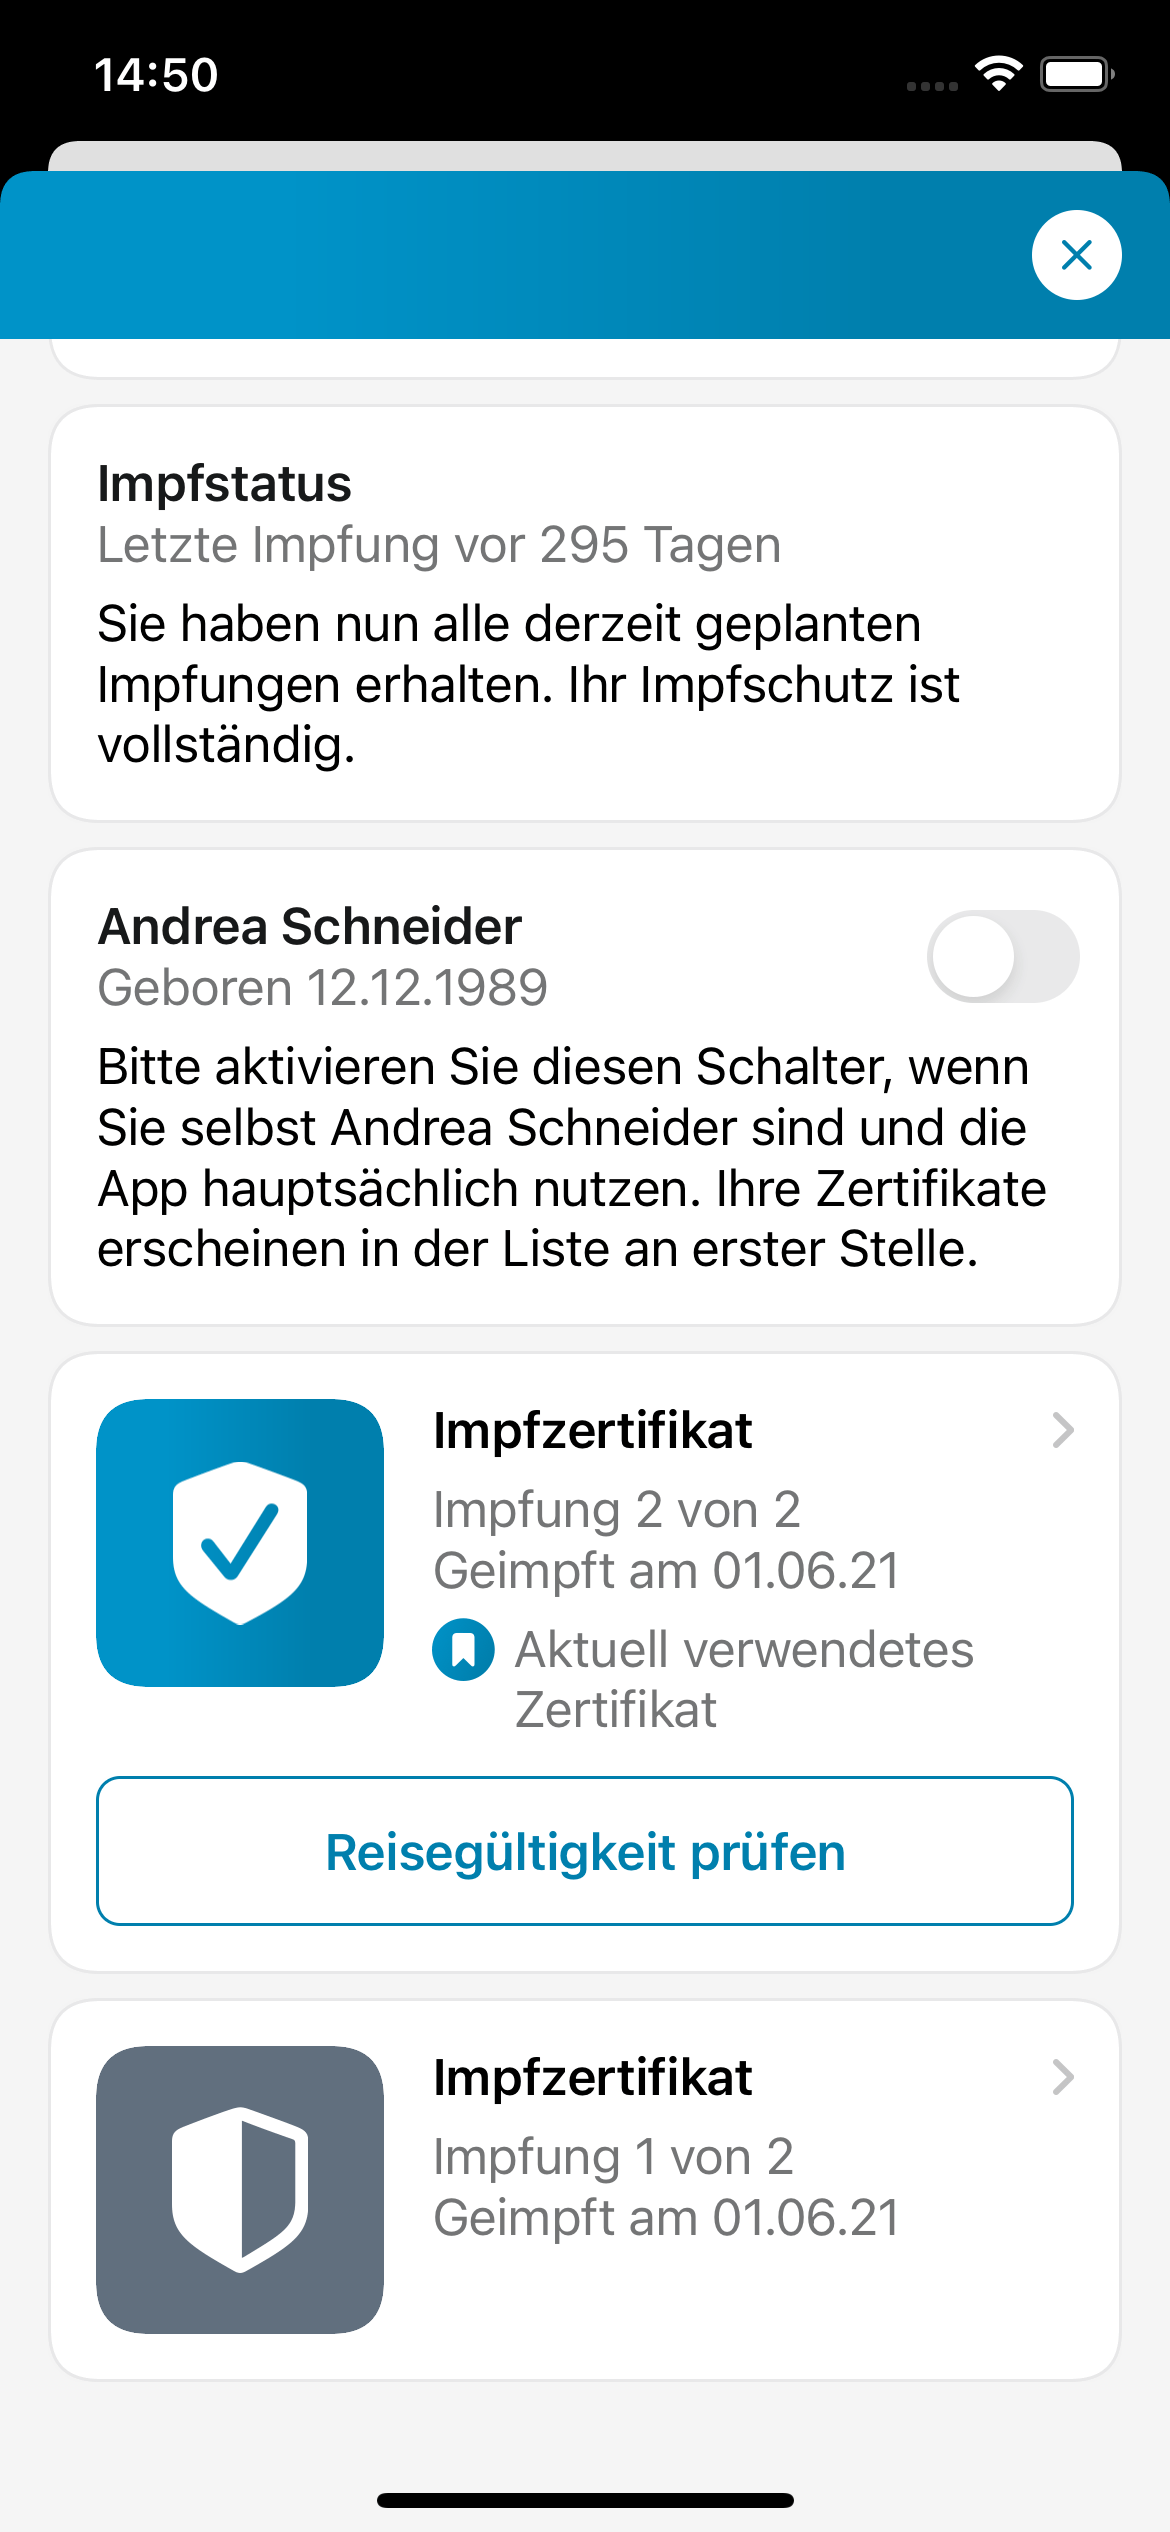 14:50
Impfstatus
Letzte Impfung vor 295 Tagen
Sie haben nun alle derzeit geplanten
Impfungen erhalten. Ihr Impfschutz ist
vollständig.
Andrea Schneider
Geboren 12.12.1989
Bitte aktivieren Sie diesen Schalter, wenn
Sie selbst Andrea Schneider sind und die
App hauptsächlich nutzen. Ihre Zertifikate
erscheinen in der Liste an erster Stelle.
Impfzertifikat
Impfung 2 von 2
Geimpft am 01.06.21
Aktuell verwendetes
Zertifikat
Reisegültigkeit prüfen
Impfzertifikat
Impfung 1 von 2
Geimpft am 01.06.21